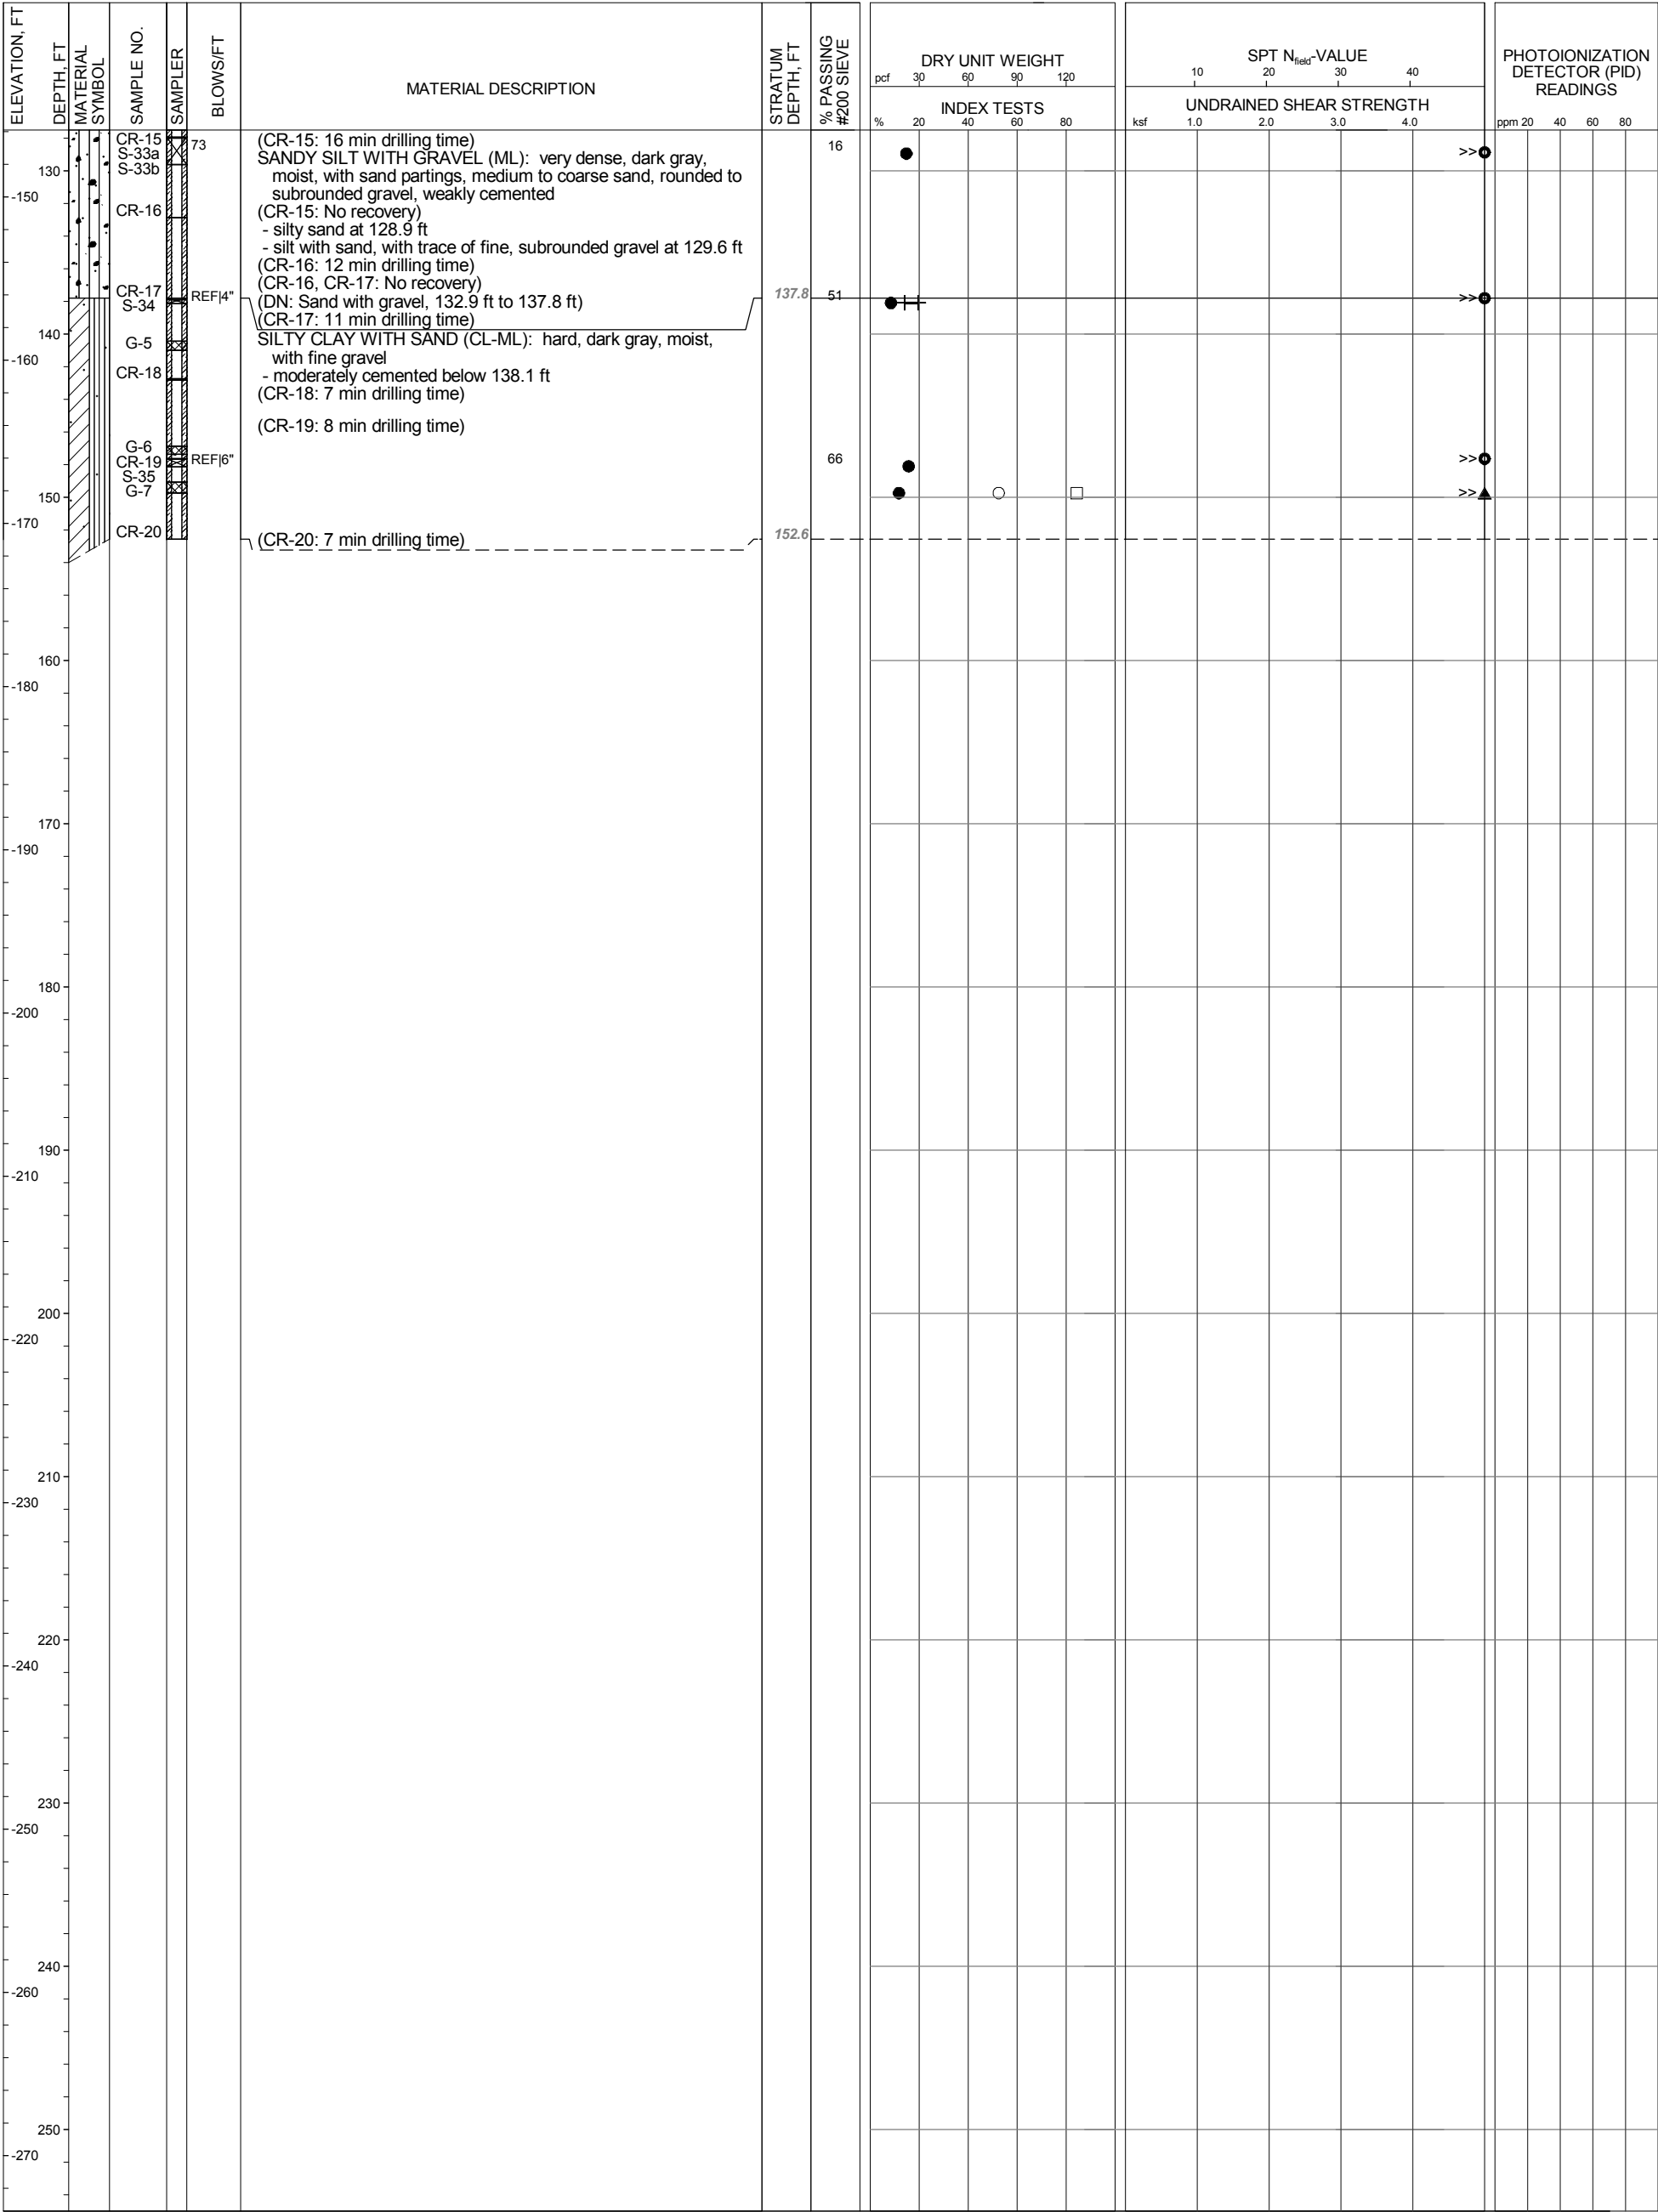 ELEVATION, FT
DEPTH, FT
MATERIAL SYMBOL
SAMPLE NO.
SAMPLER
BLOWS/FT
MATERIAL DESCRIPTION
STRATUM DEPTH, FT
% PASSING #200 SIEVE
DRY UNIT WEIGHT
pcf 30 60 90 120
INDEX TESTS
% 20 40 60 80
SPT Nfield-VALUE
10 20 30 40
UNDRAINED SHEAR STRENGTH
ksf 1.0 2.0 3.0 4.0
PHOTOIONIZATION
DETECTOR (PID)
READINGS
ppm 20 40 60 80
CR-15 73 (CR-15: 16 min drilling time) 16 >>
S-33a SANDY SILT WITH GRAVEL (ML): very dense, dark gray,
S-33b moist, with sand partings, medium to coarse sand, rounded to
130
-150 subrounded gravel, weakly cemented
CR-16 (CR-15: No recovery)
- silty sand at 128.9 ft
- silt with sand, with trace of fine, subrounded gravel at 129.6 ft
(CR-16: 12 min drilling time)
(CR-16, CR-17: No recovery)
CR-17 REF|4" 137.8 51 >>
S-34 (DN: Sand with gravel, 132.9 ft to 137.8 ft)
(CR-17: 11 min drilling time)
140
G-5 SILTY CLAY WITH SAND (CL-ML): hard, dark gray, moist,
-160 with fine gravel
CR-18 - moderately cemented below 138.1 ft
(CR-18: 7 min drilling time)
(CR-19: 8 min drilling time)
G-6
CR-19 REF|6" 66 >>
S-35
G-7 >>
150
-170
CR-20 (CR-20: 7 min drilling time) 152.6
160
-180
170
-190
180
-200
190
-210
200
-220
210
-230
220
-240
230
-250
240
-260
250
-270